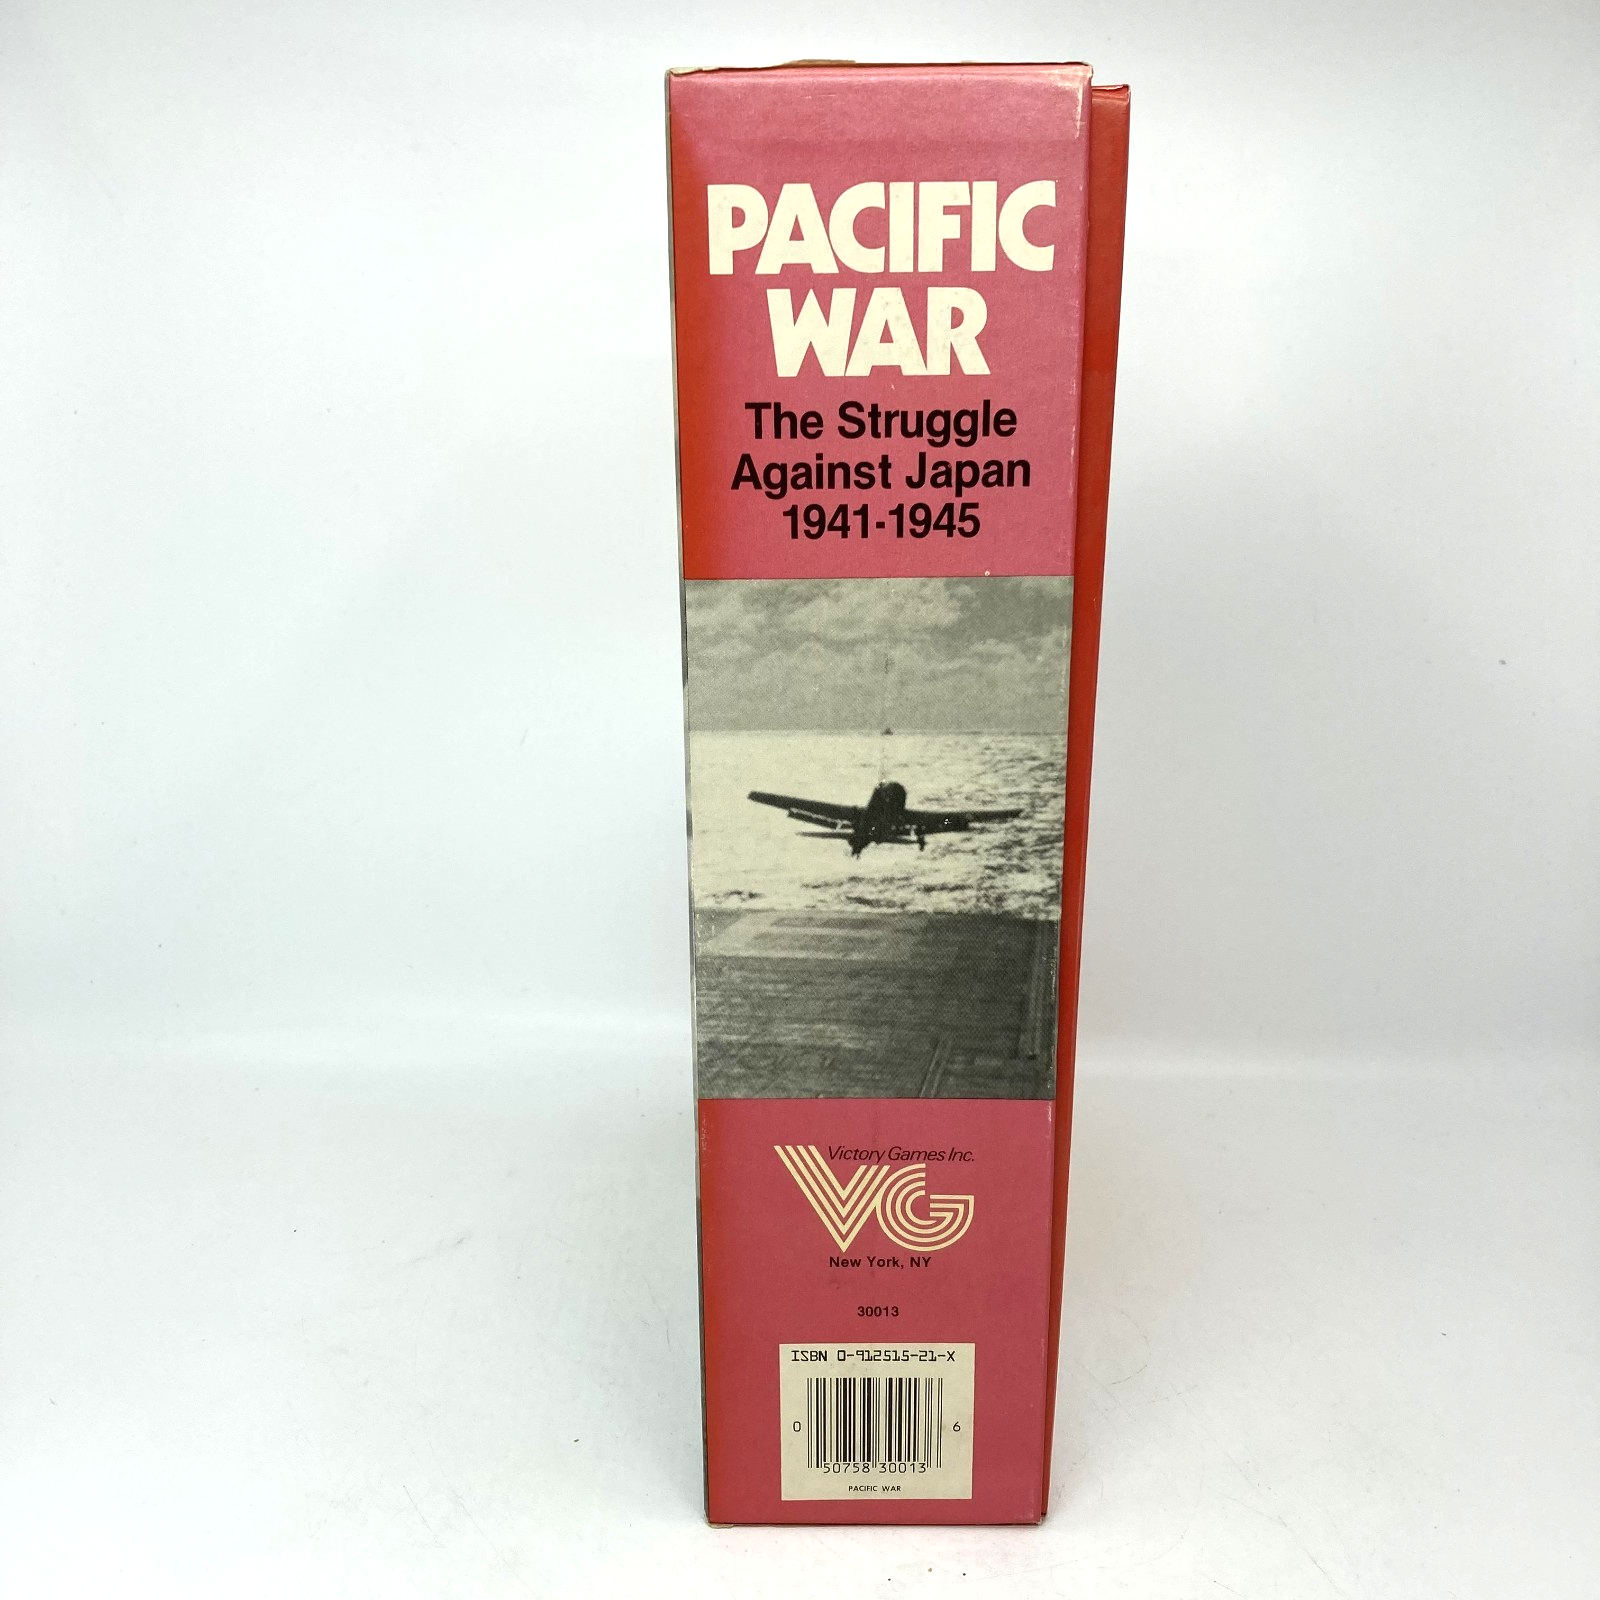 PACIFIC
WAR
The Struggle
Against Japan
1941-1945
Victory Games Inc.
VG
New York, NY
30013
ISBN 0-912515-21-X
0 50758 30013 6
PACIFIC WAR